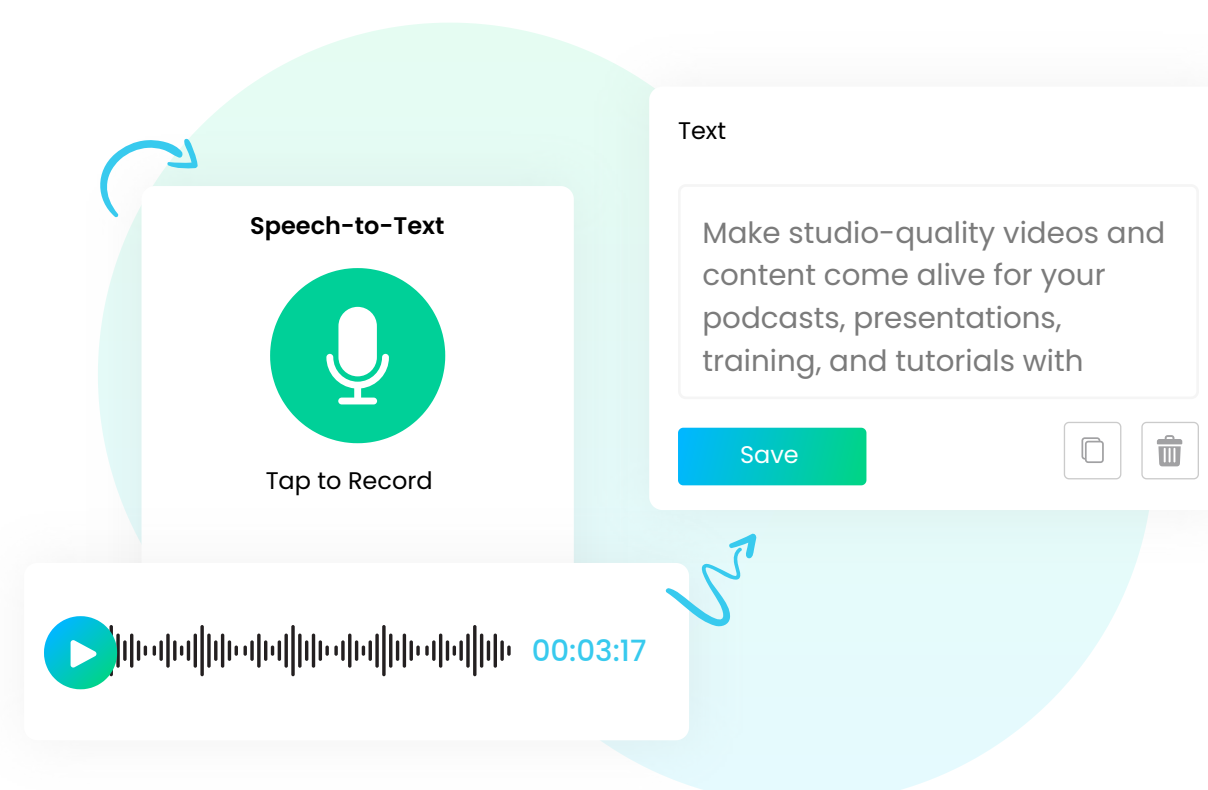 Speech-to-Text
Tap to Record
00:03:17
Text
Make studio-quality videos and
content come alive for your
podcasts, presentations,
training, and tutorials with
Save